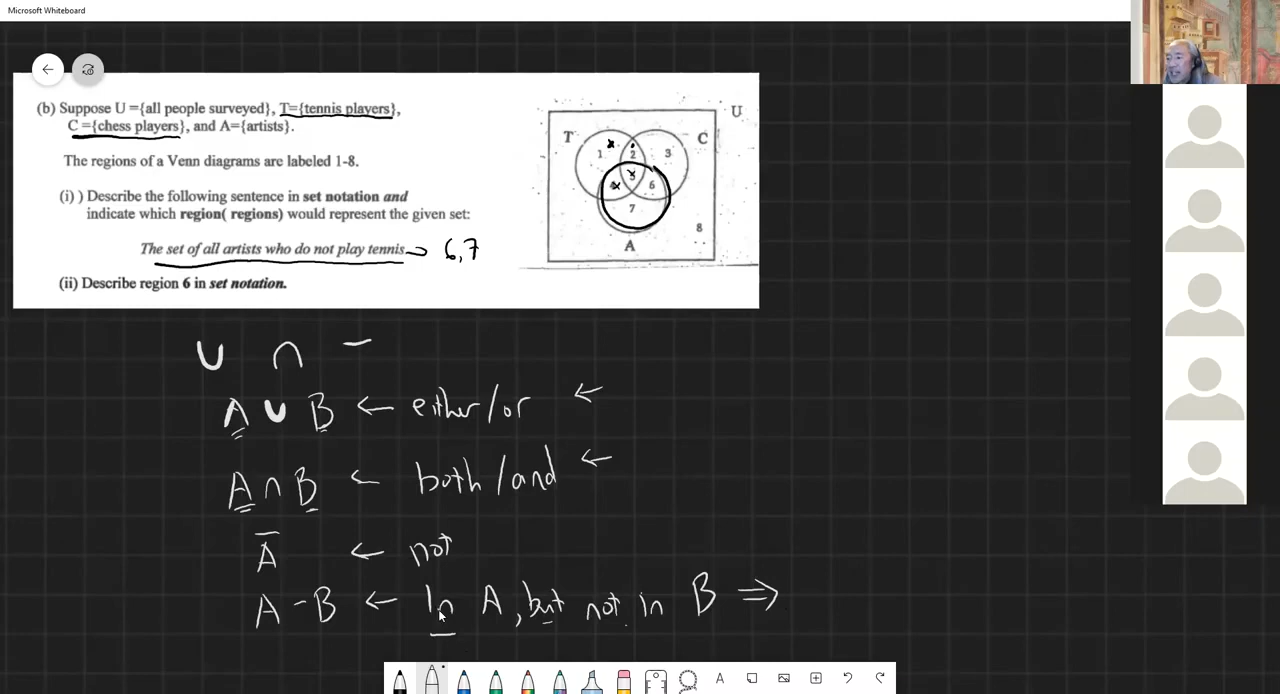 Microsoft Whiteboard
(b) Suppose U ={all people surveyed}, T={tennis players},
C ={chess players}, and A={artists}.
The regions of a Venn diagrams are labeled 1-8.
(i) ) Describe the following sentence in set notation and
indicate which region( regions) would represent the given set:
The set of all artists who do not play tennis → 6,7
(ii) Describe region 6 in set notation.
U
T C
1 2 3
4 5 6
7
8
A
∪ ∩ ‾
A ∪ B ← either/or ←
A ∩ B ← both/and ←
A̅ ← not
A - B ← In A, but not in B ⇒
A